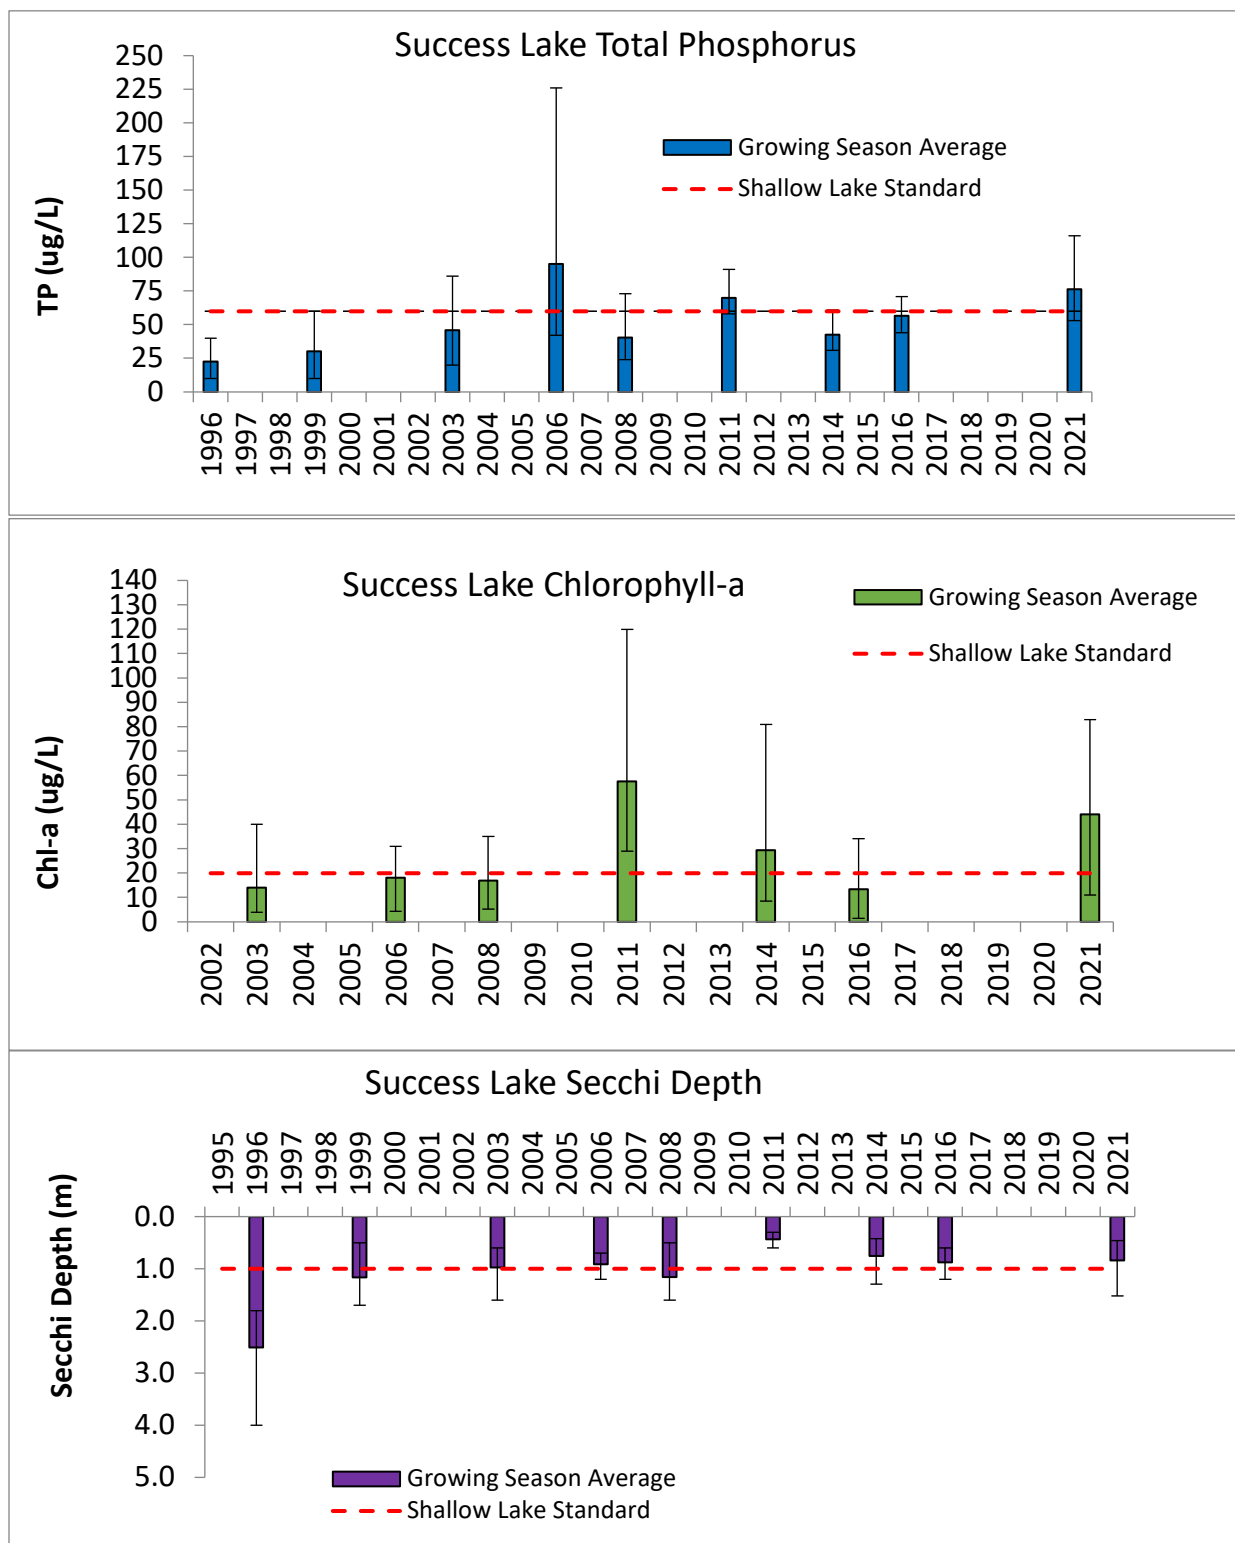 Success Lake Total Phosphorus
TP (ug/L)
250
225
200
175
150
125
100
75
50
25
0
Growing Season Average
Shallow Lake Standard
1996 1997 1998 1999 2000 2001 2002 2003 2004 2005 2006 2007 2008 2009 2010 2011 2012 2013 2014 2015 2016 2017 2018 2019 2020 2021
Success Lake Chlorophyll-a
Chl-a (ug/L)
140
130
120
110
100
90
80
70
60
50
40
30
20
10
0
Growing Season Average
Shallow Lake Standard
2002 2003 2004 2005 2006 2007 2008 2009 2010 2011 2012 2013 2014 2015 2016 2017 2018 2019 2020 2021
Success Lake Secchi Depth
1995 1996 1997 1998 1999 2000 2001 2002 2003 2004 2005 2006 2007 2008 2009 2010 2011 2012 2013 2014 2015 2016 2017 2018 2019 2020 2021
Secchi Depth (m)
0.0
1.0
2.0
3.0
4.0
5.0
Growing Season Average
Shallow Lake Standard